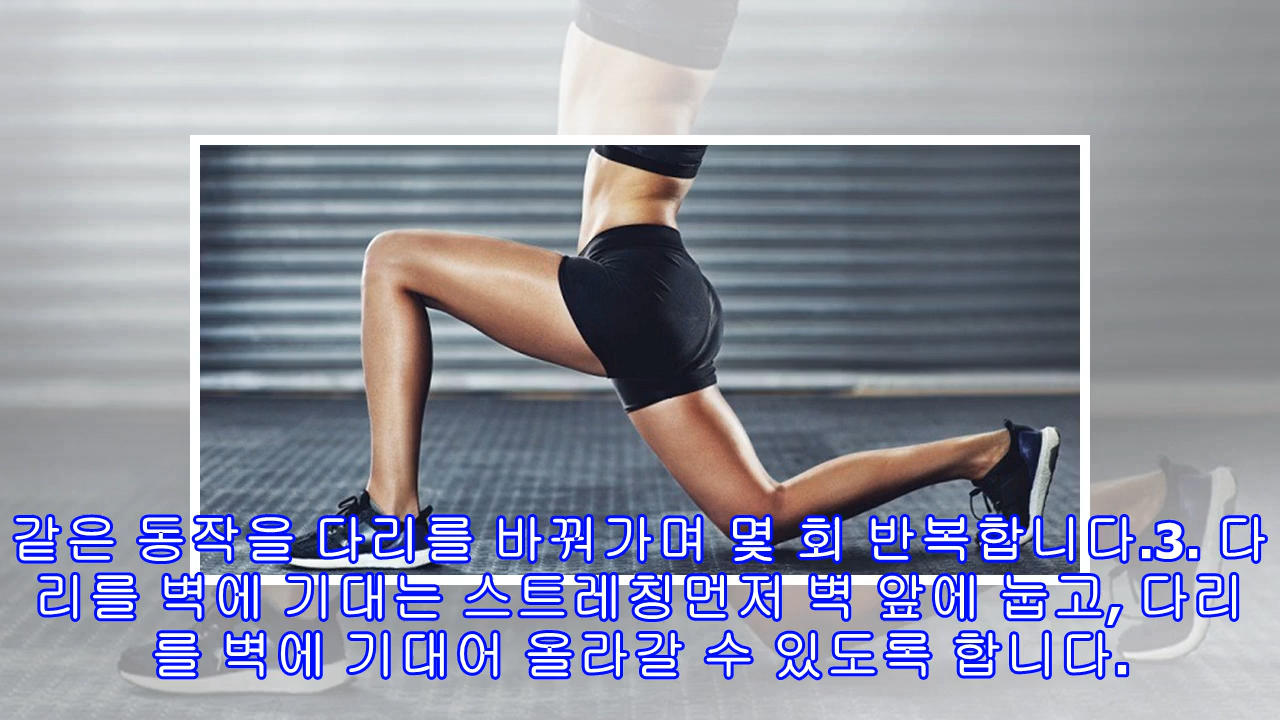 같은 동작을 다리를 바꿔가며 몇 회 반복합니다.3. 다
리를 벽에 기대는 스트레칭먼저 벽 앞에 눕고, 다리
를 벽에 기대어 올라갈 수 있도록 합니다.